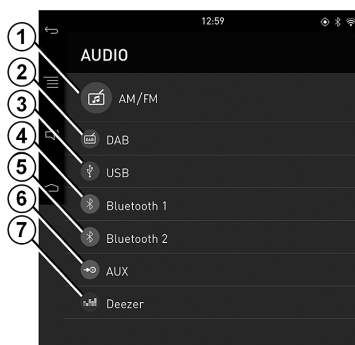 12:59
AUDIO
1
AM/FM
2
DAB
DAB
3
USB
4
Bluetooth 1
5
Bluetooth 2
6
AUX
7
Deezer